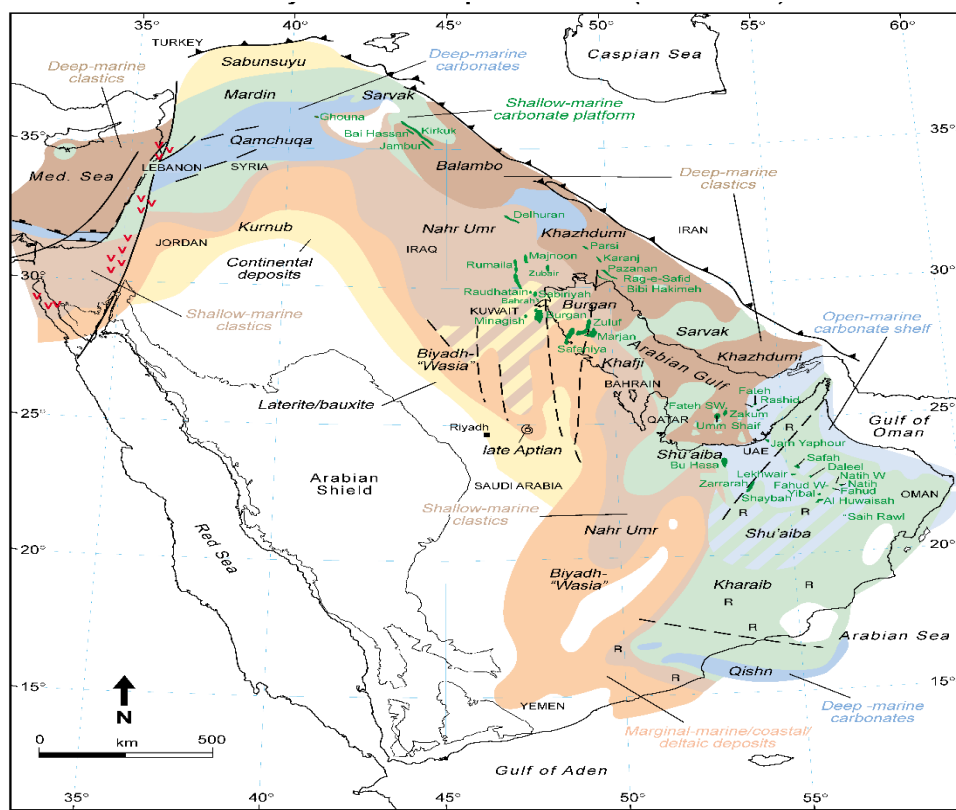 35°
40°
45°
50°
55°
TURKEY
Caspian Sea
Sabunsuyu
Deep-marine
carbonates
Deep-marine
clastics
Mardin
Sarvak
Shallow-marine
carbonate platform
Ghouna
35°
35°
Bai Hassan
Kirkuk
Qamchuqa
Jambur
LEBANON
SYRIA
Balambo
Med. Sea
Deep-marine
clastics
Delhuran
Kurnub
Nahr Umr
Khazhdumi
IRAN
JORDAN
IRAQ
Parsi
Continental
deposits
Majnoon
Karanj
Rumaila
Zubair
Pazanan
30°
30°
Rag-e-Safid
Raudhatain
Sabinyah
Bibi Hakimeh
Bahrah
Burgan
Shallow-marine
clastics
KUWAIT
Minagish
Burgan
Zuluf
Open-marine
carbonate shelf
Marjan
Sarvak
Safaniya
Biyadh-
"Wasia"
Khafji
Arabian Gulf
Khazhdumi
BAHRAIN
Laterite/bauxite
Fateh
Rashid
25°
25°
Fateh SW
Zakum
Gulf of
Oman
QATAR
Umm Shaif
R
Riyadh
late Aptian
UAE
Jarn Yaphour
Shu'aiba
Safah
Bu Hasa
Daleel
Arabian
Shield
SAUDI ARABIA
Lekhwair
Natih W
Zarrarah
Fahud W
Natih
OMAN
Shaybah
Yibal
Fahud
Al Huwaisah
Shallow-marine
clastics
R
R
Saih Rawl
Red Sea
Nahr Umr
Shu'aiba
20°
20°
Biyadh-
"Wasia"
Kharaib
R
R
R
Arabian Sea
R
R
Qishn
15°
15°
N
YEMEN
Deep -marine
carbonates
0
km
500
Marginal-marine/coastal/
deltaic deposits
Gulf of Aden
35°
40°
45°
50°
55°